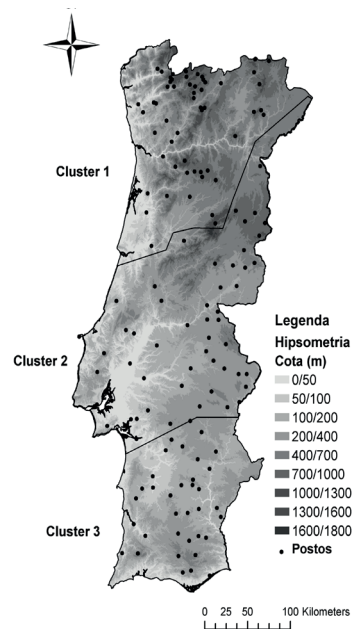 Cluster 1
Cluster 2
Cluster 3
Legenda
Hipsometria
Cota (m)
0/50
50/100
100/200
200/400
400/700
700/1000
1000/1300
1300/1600
1600/1800
Postos
0 25 50 100 Kilometers